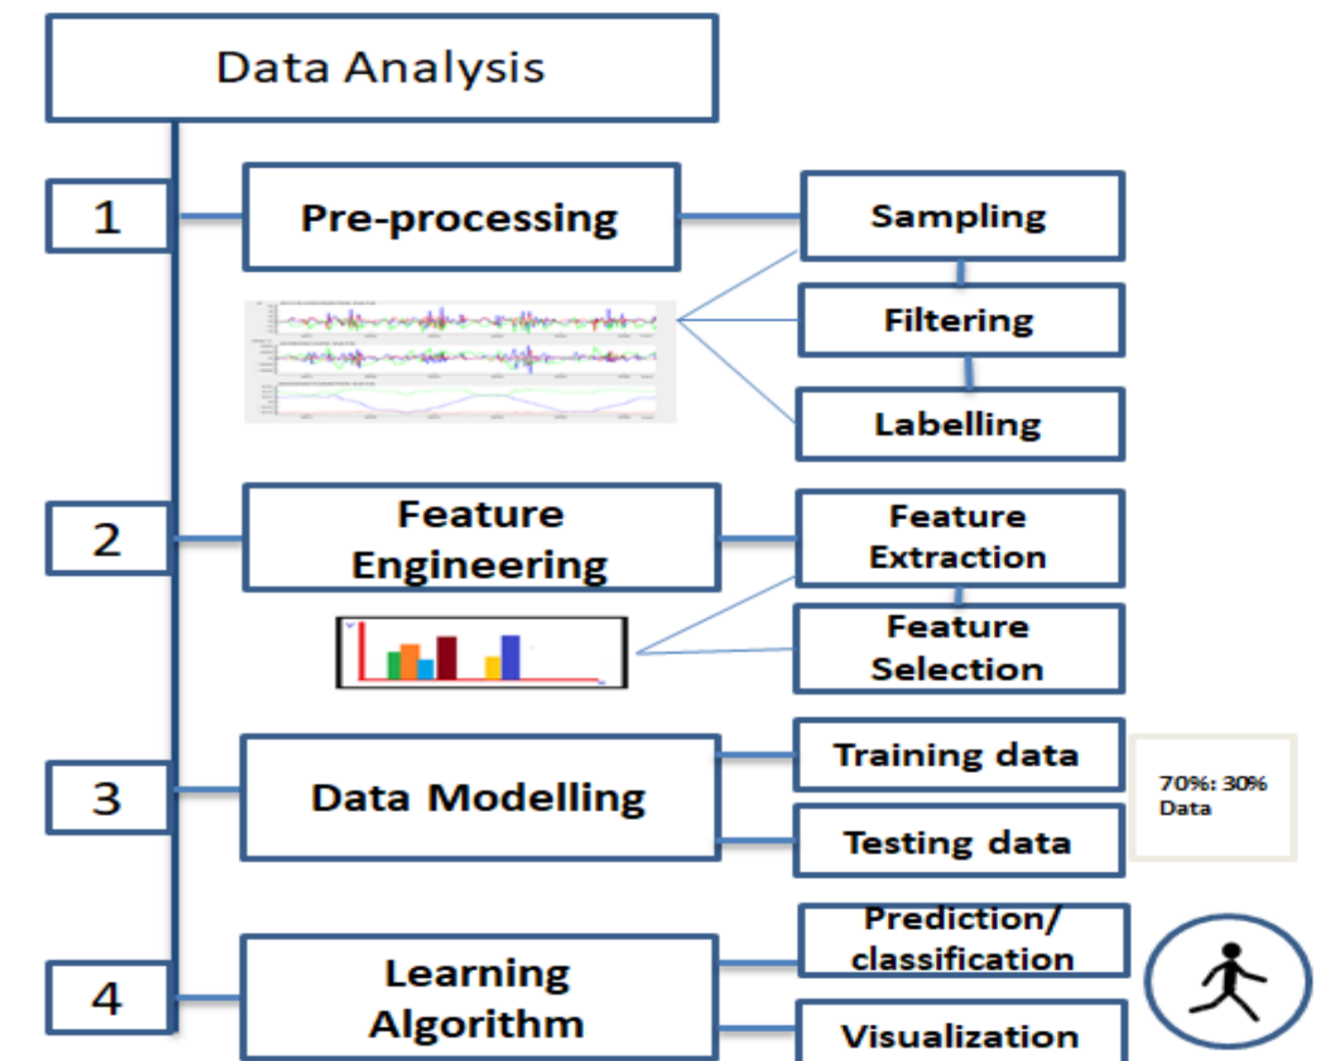 Data Analysis
1
Pre-processing
Sampling
Filtering
Labelling
2
Feature
Engineering
Feature
Extraction
Feature
Selection
3
Data Modelling
Training data
Testing data
70%: 30%
Data
4
Learning
Algorithm
Prediction/
classification
Visualization